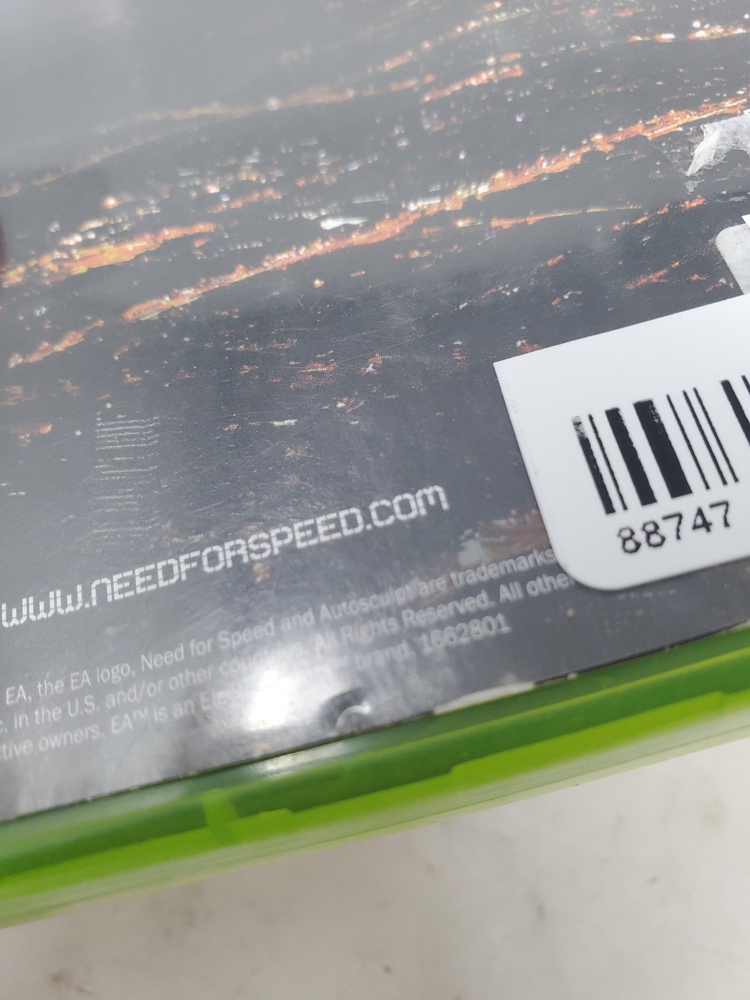 WWW.NEEDFORSPEED.COM
EA, the EA logo, Need for Speed and Autosculpt are trademarks
in the U.S. and/or other All Rights Reserved. All other
tive owners. EA™ is an brand. 1662801
88747